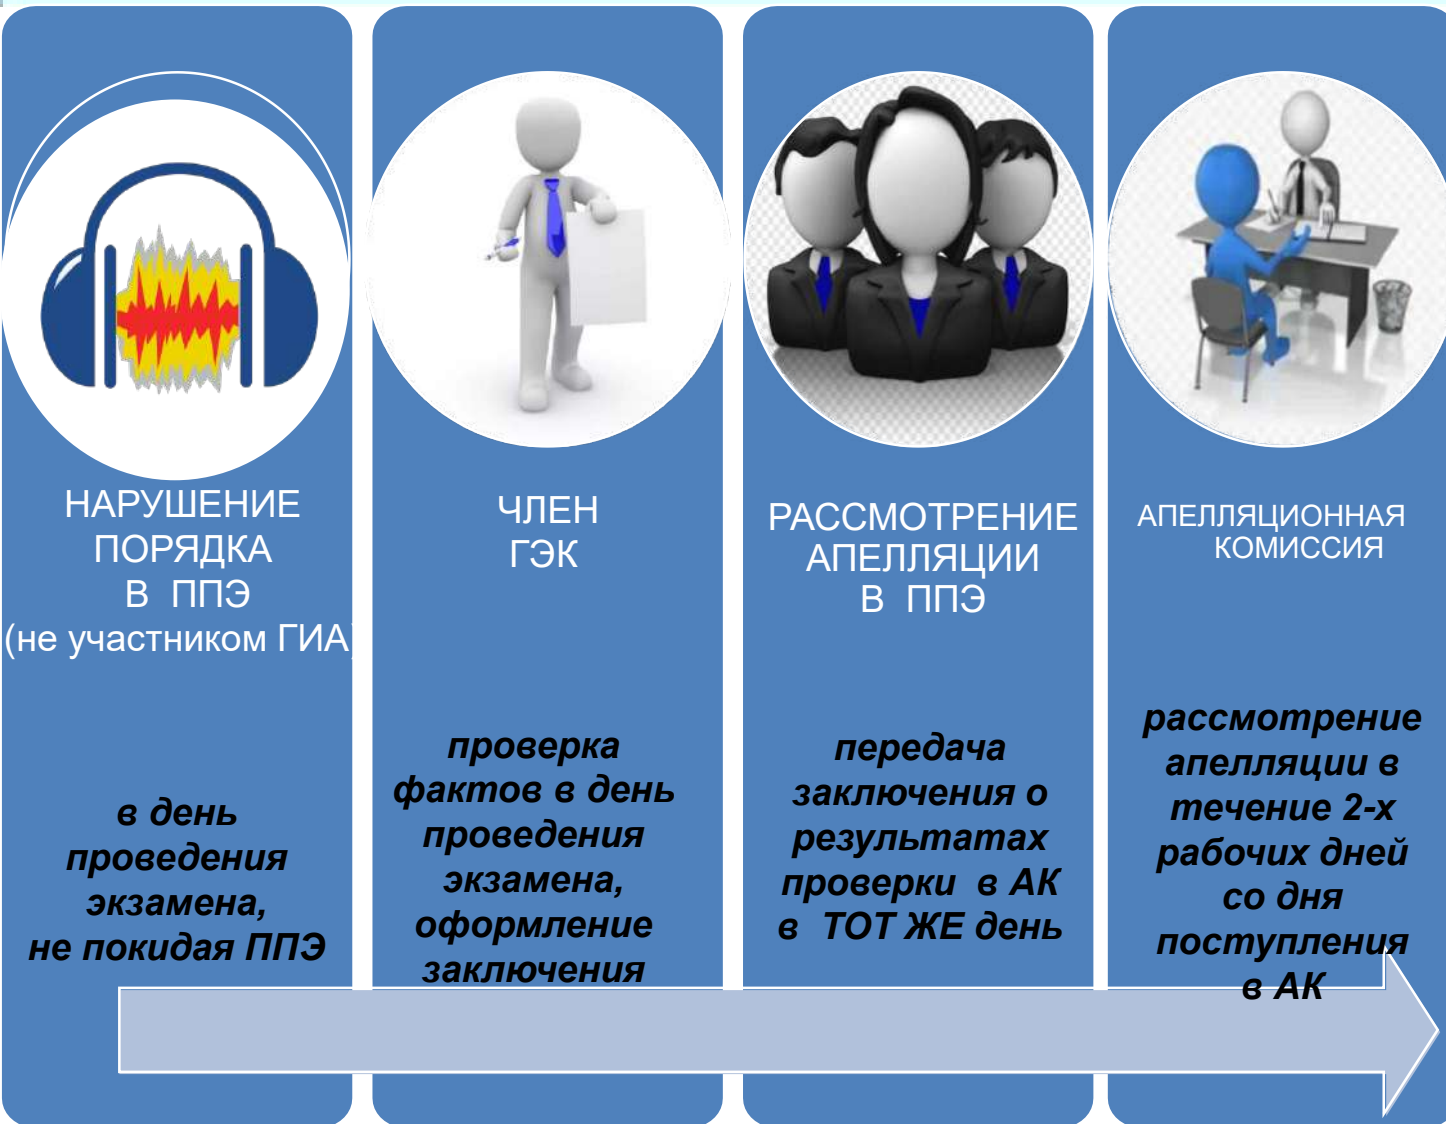 НАРУШЕНИЕ
ПОРЯДКА
В ППЭ
(не участником ГИА)
в день
проведения
экзамена,
не покидая ППЭ
ЧЛЕН
ГЭК
проверка
фактов в день
проведения
экзамена,
оформление
заключения
РАССМОТРЕНИЕ
АПЕЛЛЯЦИИ
В ППЭ
передача
заключения о
результатах
проверки в АК
в ТОТ ЖЕ день
АПЕЛЛЯЦИОННАЯ
КОМИССИЯ
рассмотрение
апелляции в
течение 2-х
рабочих дней
со дня
поступления
в АК